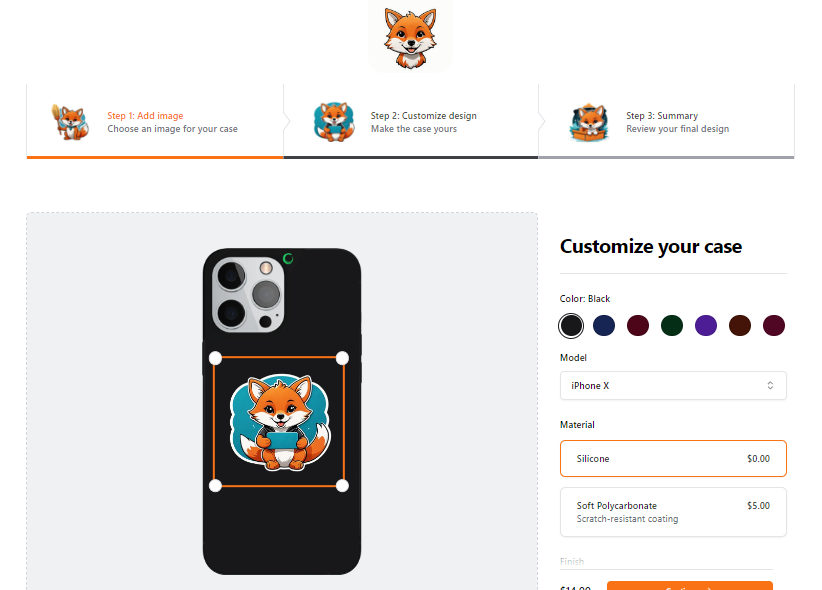 Step 1: Add image
Choose an image for your case
Step 2: Customize design
Make the case yours
Step 3: Summary
Review your final design
Customize your case
Color: Black
Model
iPhone X
Material
Silicone
$0.00
Soft Polycarbonate
$5.00
Scratch-resistant coating
Finish
$14.00